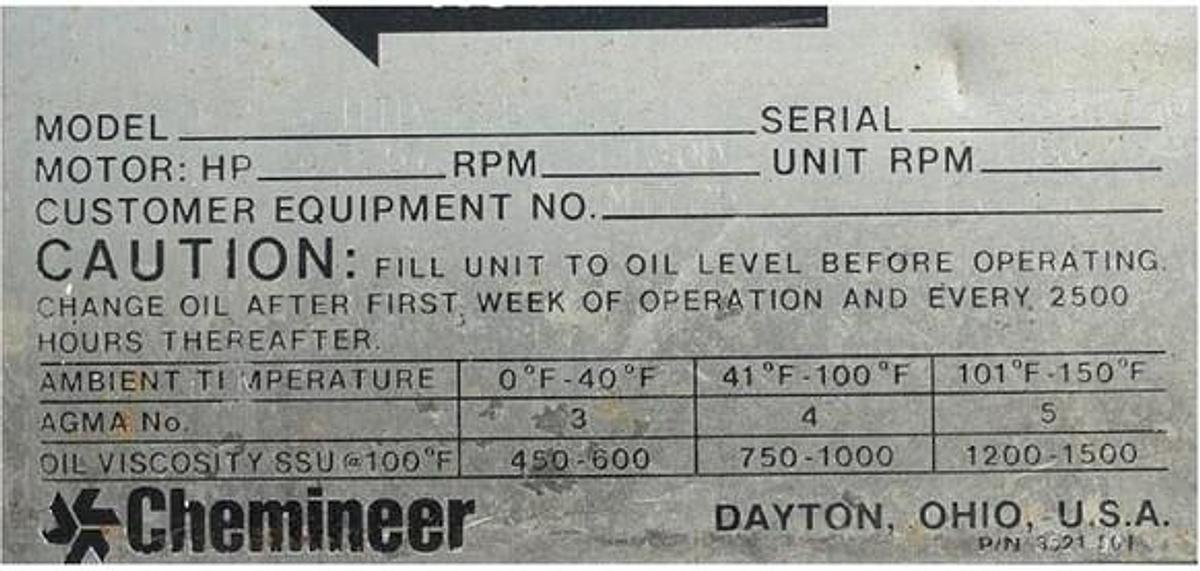 MODEL SERIAL
MOTOR: HP RPM UNIT RPM
CUSTOMER EQUIPMENT NO.
CAUTION: FILL UNIT TO OIL LEVEL BEFORE OPERATING.
CHANGE OIL AFTER FIRST WEEK OF OPERATION AND EVERY 2500
HOURS THEREAFTER.
AMBIENT TEMPERATURE 0°F-40°F 41°F-100°F 101°F-150°F
AGMA No. 3 4 5
OIL VISCOSITY SSU @100°F 450-600 750-1000 1200-1500
Chemineer DAYTON, OHIO, U.S.A.
P/N